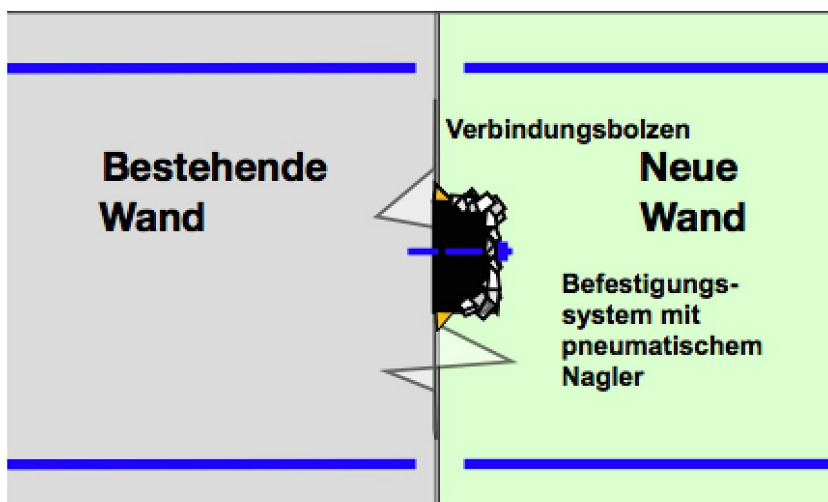 Verbindungsbolzen
Bestehende
Wand
Neue
Wand
Befestigungs-
system mit
pneumatischem
Nagler